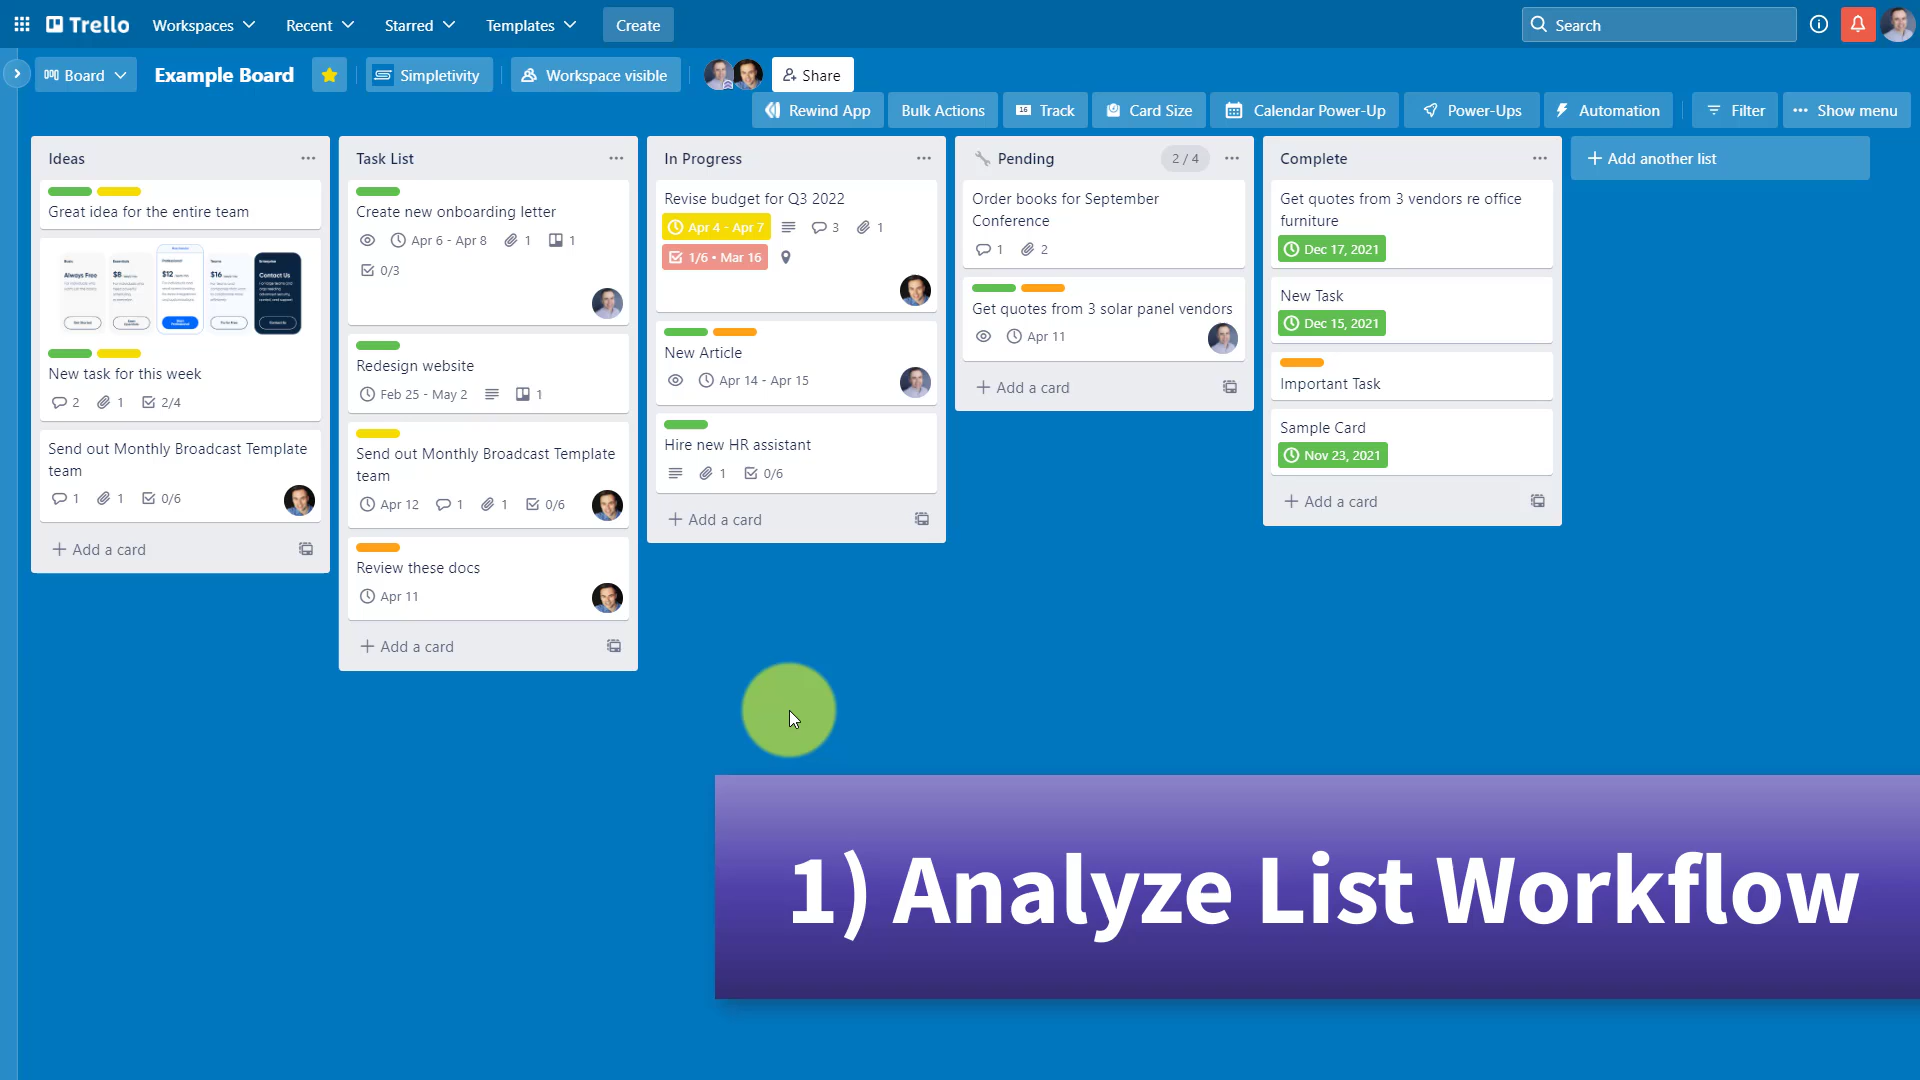 Trello
Workspaces
Recent
Starred
Templates
Create
Search
Board
Example Board
Simpletivity
Workspace visible
Share
Rewind App
Bulk Actions
Track
Card Size
Calendar Power-Up
Power-Ups
Automation
Filter
Show menu
Ideas
Great idea for the entire team
Always Free
$8
$12
$16
Contact Us
New task for this week
2
1
2/4
Send out Monthly Broadcast Template
team
1
1
0/6
Add a card
Task List
Create new onboarding letter
Apr 6 - Apr 8
1
1
0/3
Redesign website
Feb 25 - May 2
1
Send out Monthly Broadcast Template
team
Apr 12
1
1
0/6
Review these docs
Apr 11
Add a card
In Progress
Revise budget for Q3 2022
Apr 4 - Apr 7
3
1
1/6 • Mar 16
New Article
Apr 14 - Apr 15
Hire new HR assistant
1
0/6
Add a card
Pending
2 / 4
Order books for September
Conference
1
2
Get quotes from 3 solar panel vendors
Apr 11
Add a card
Complete
Get quotes from 3 vendors re office
furniture
Dec 17, 2021
New Task
Dec 15, 2021
Important Task
Sample Card
Nov 23, 2021
Add a card
Add another list
1) Analyze List Workflow